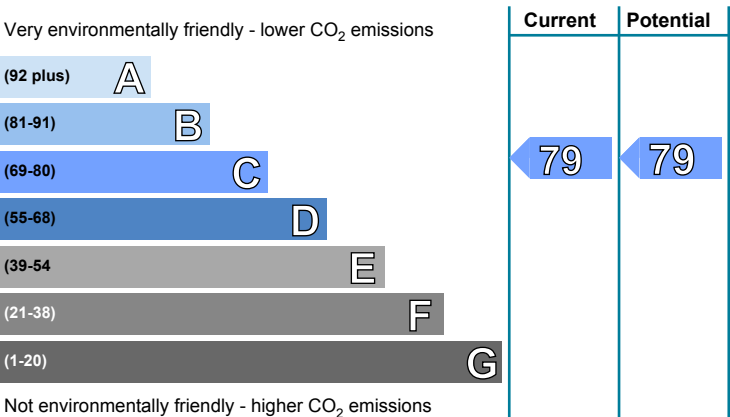 Very environmentally friendly - lower CO2 emissions
Current Potential
(92 plus) A
(81-91) B
(69-80) C
79 79
(55-68) D
(39-54 E
(21-38) F
(1-20) G
Not environmentally friendly - higher CO2 emissions